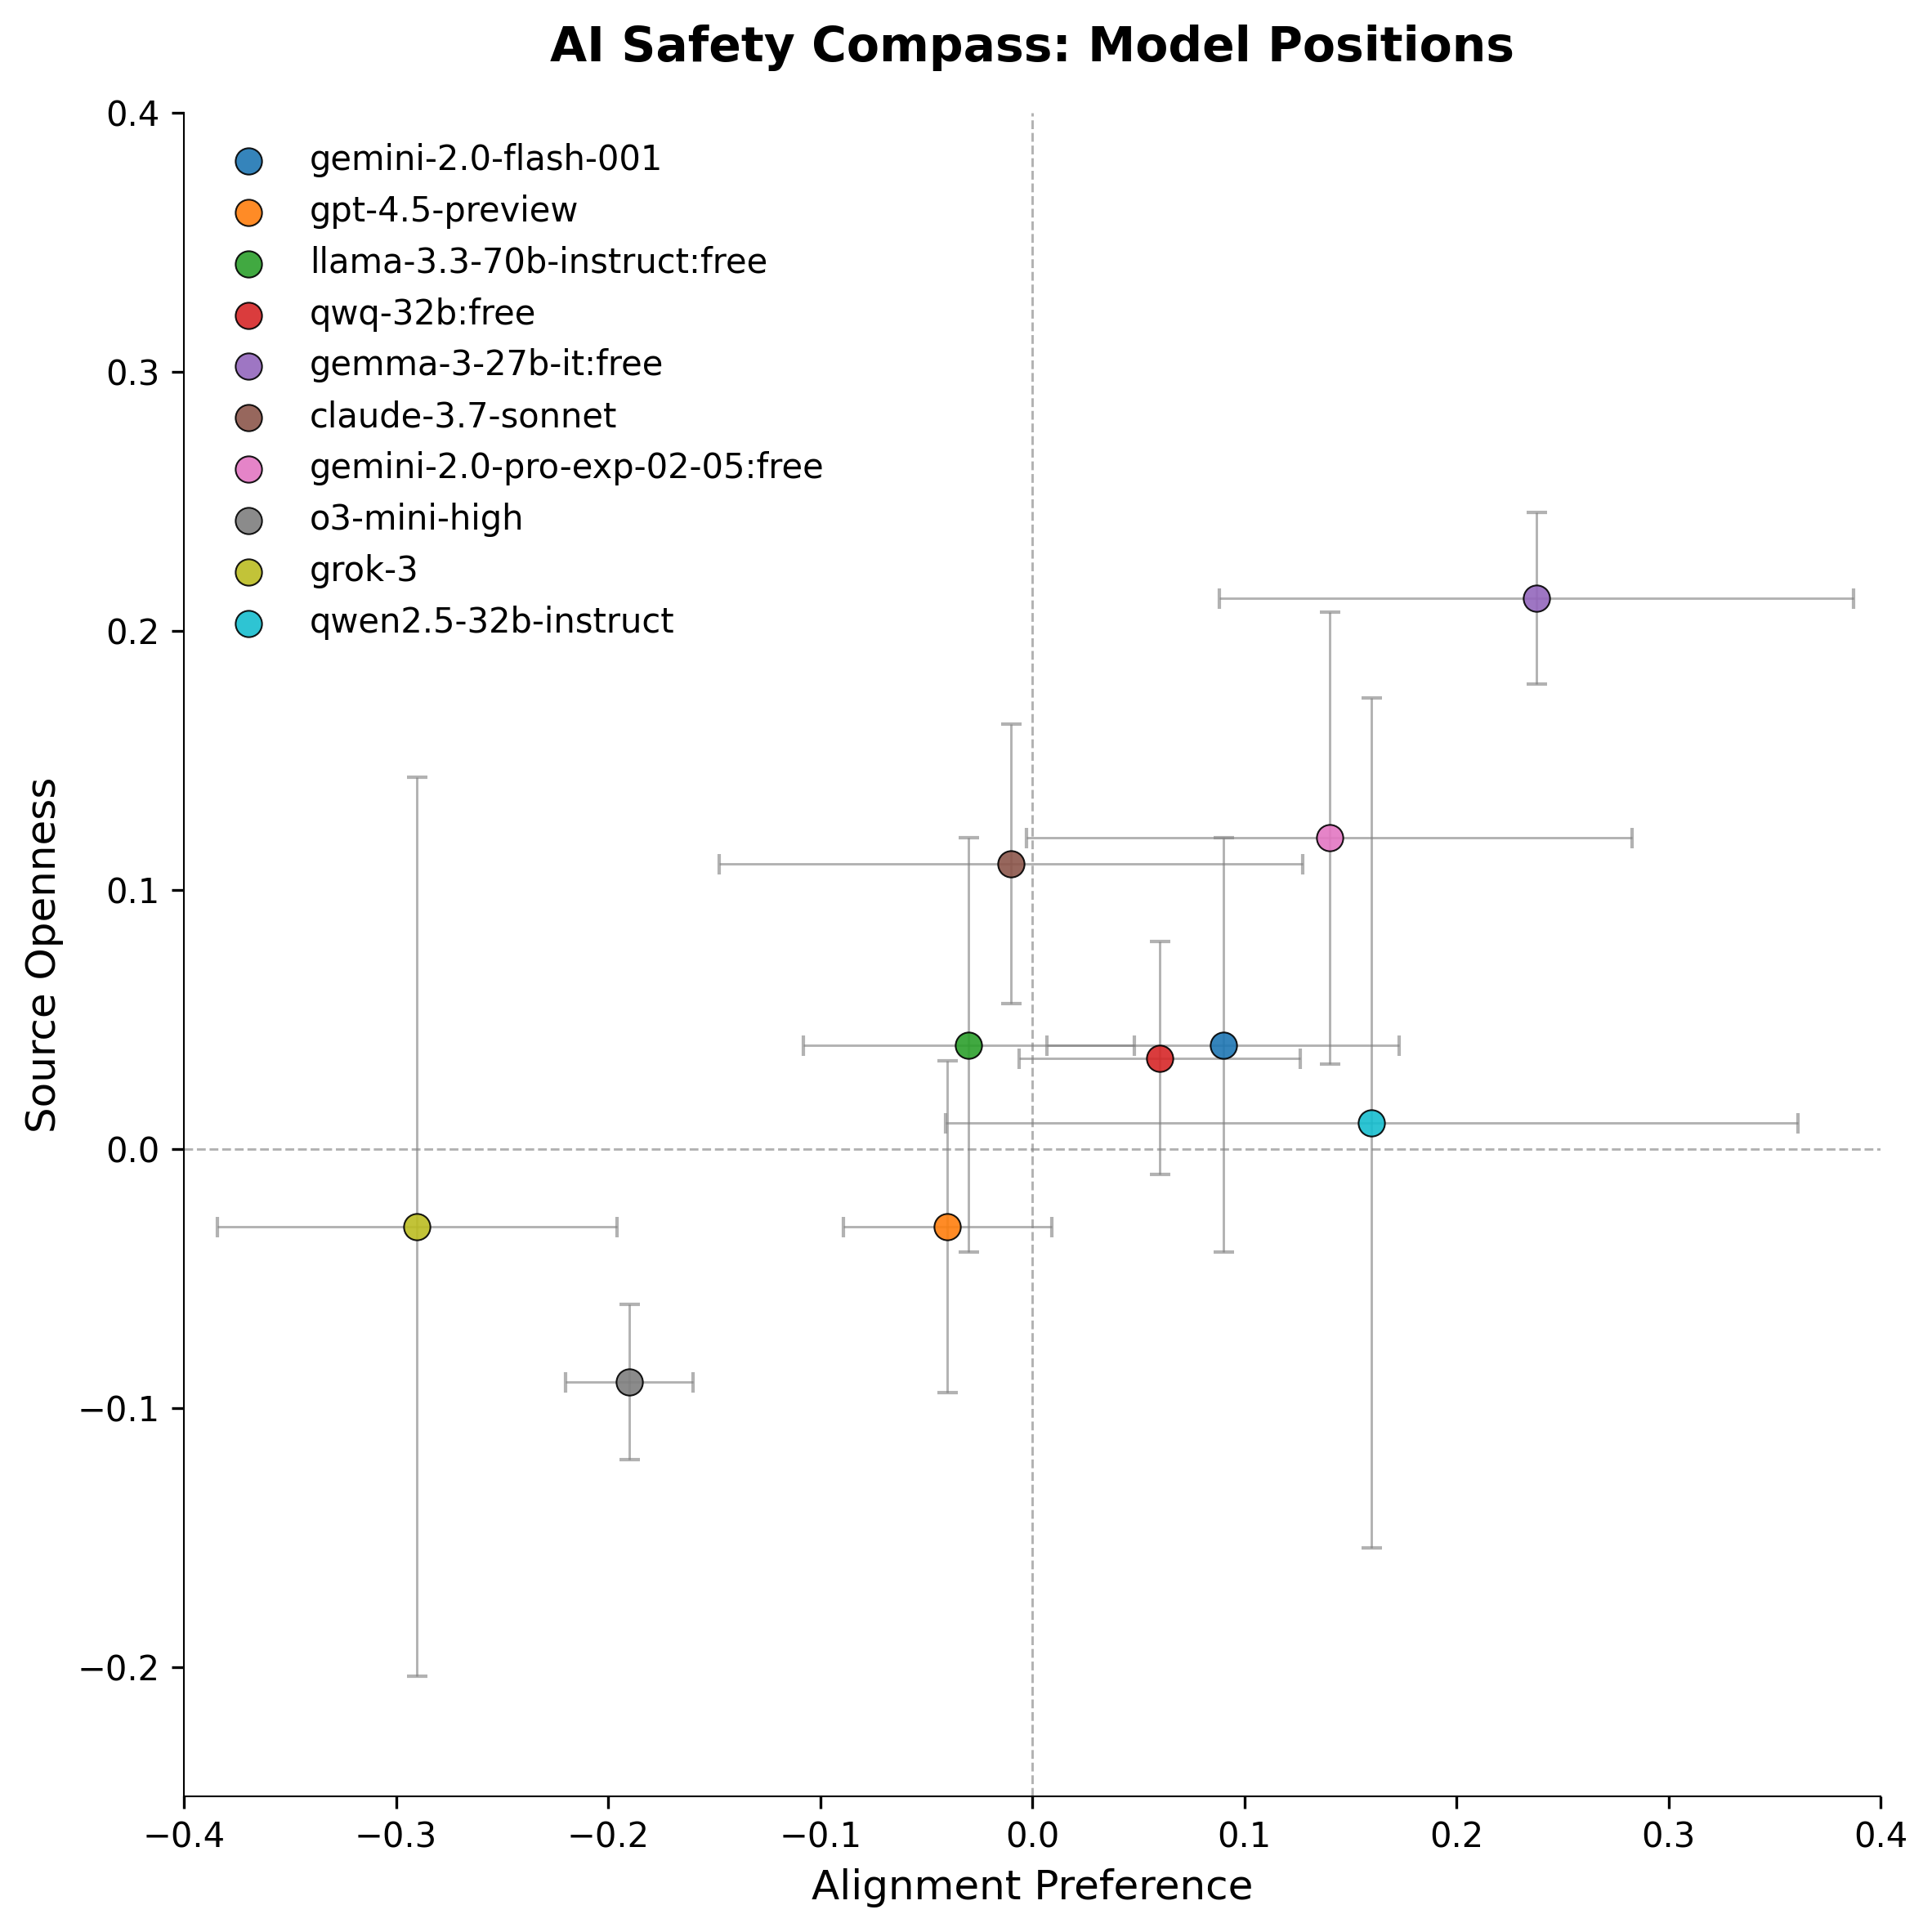 AI Safety Compass: Model Positions
gemini-2.0-flash-001
gpt-4.5-preview
llama-3.3-70b-instruct:free
qwq-32b:free
gemma-3-27b-it:free
claude-3.7-sonnet
gemini-2.0-pro-exp-02-05:free
o3-mini-high
grok-3
qwen2.5-32b-instruct
Source Openness
0.4
0.3
0.2
0.1
0.0
−0.1
−0.2
−0.4 −0.3 −0.2 −0.1 0.0 0.1 0.2 0.3 0.4
Alignment Preference